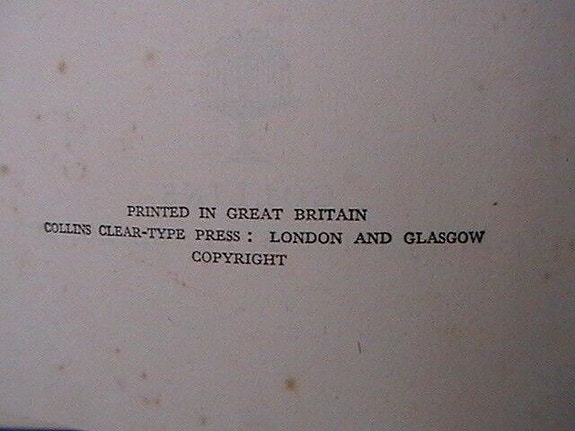 PRINTED IN GREAT BRITAIN
COLLINS CLEAR-TYPE PRESS: LONDON AND GLASGOW
COPYRIGHT